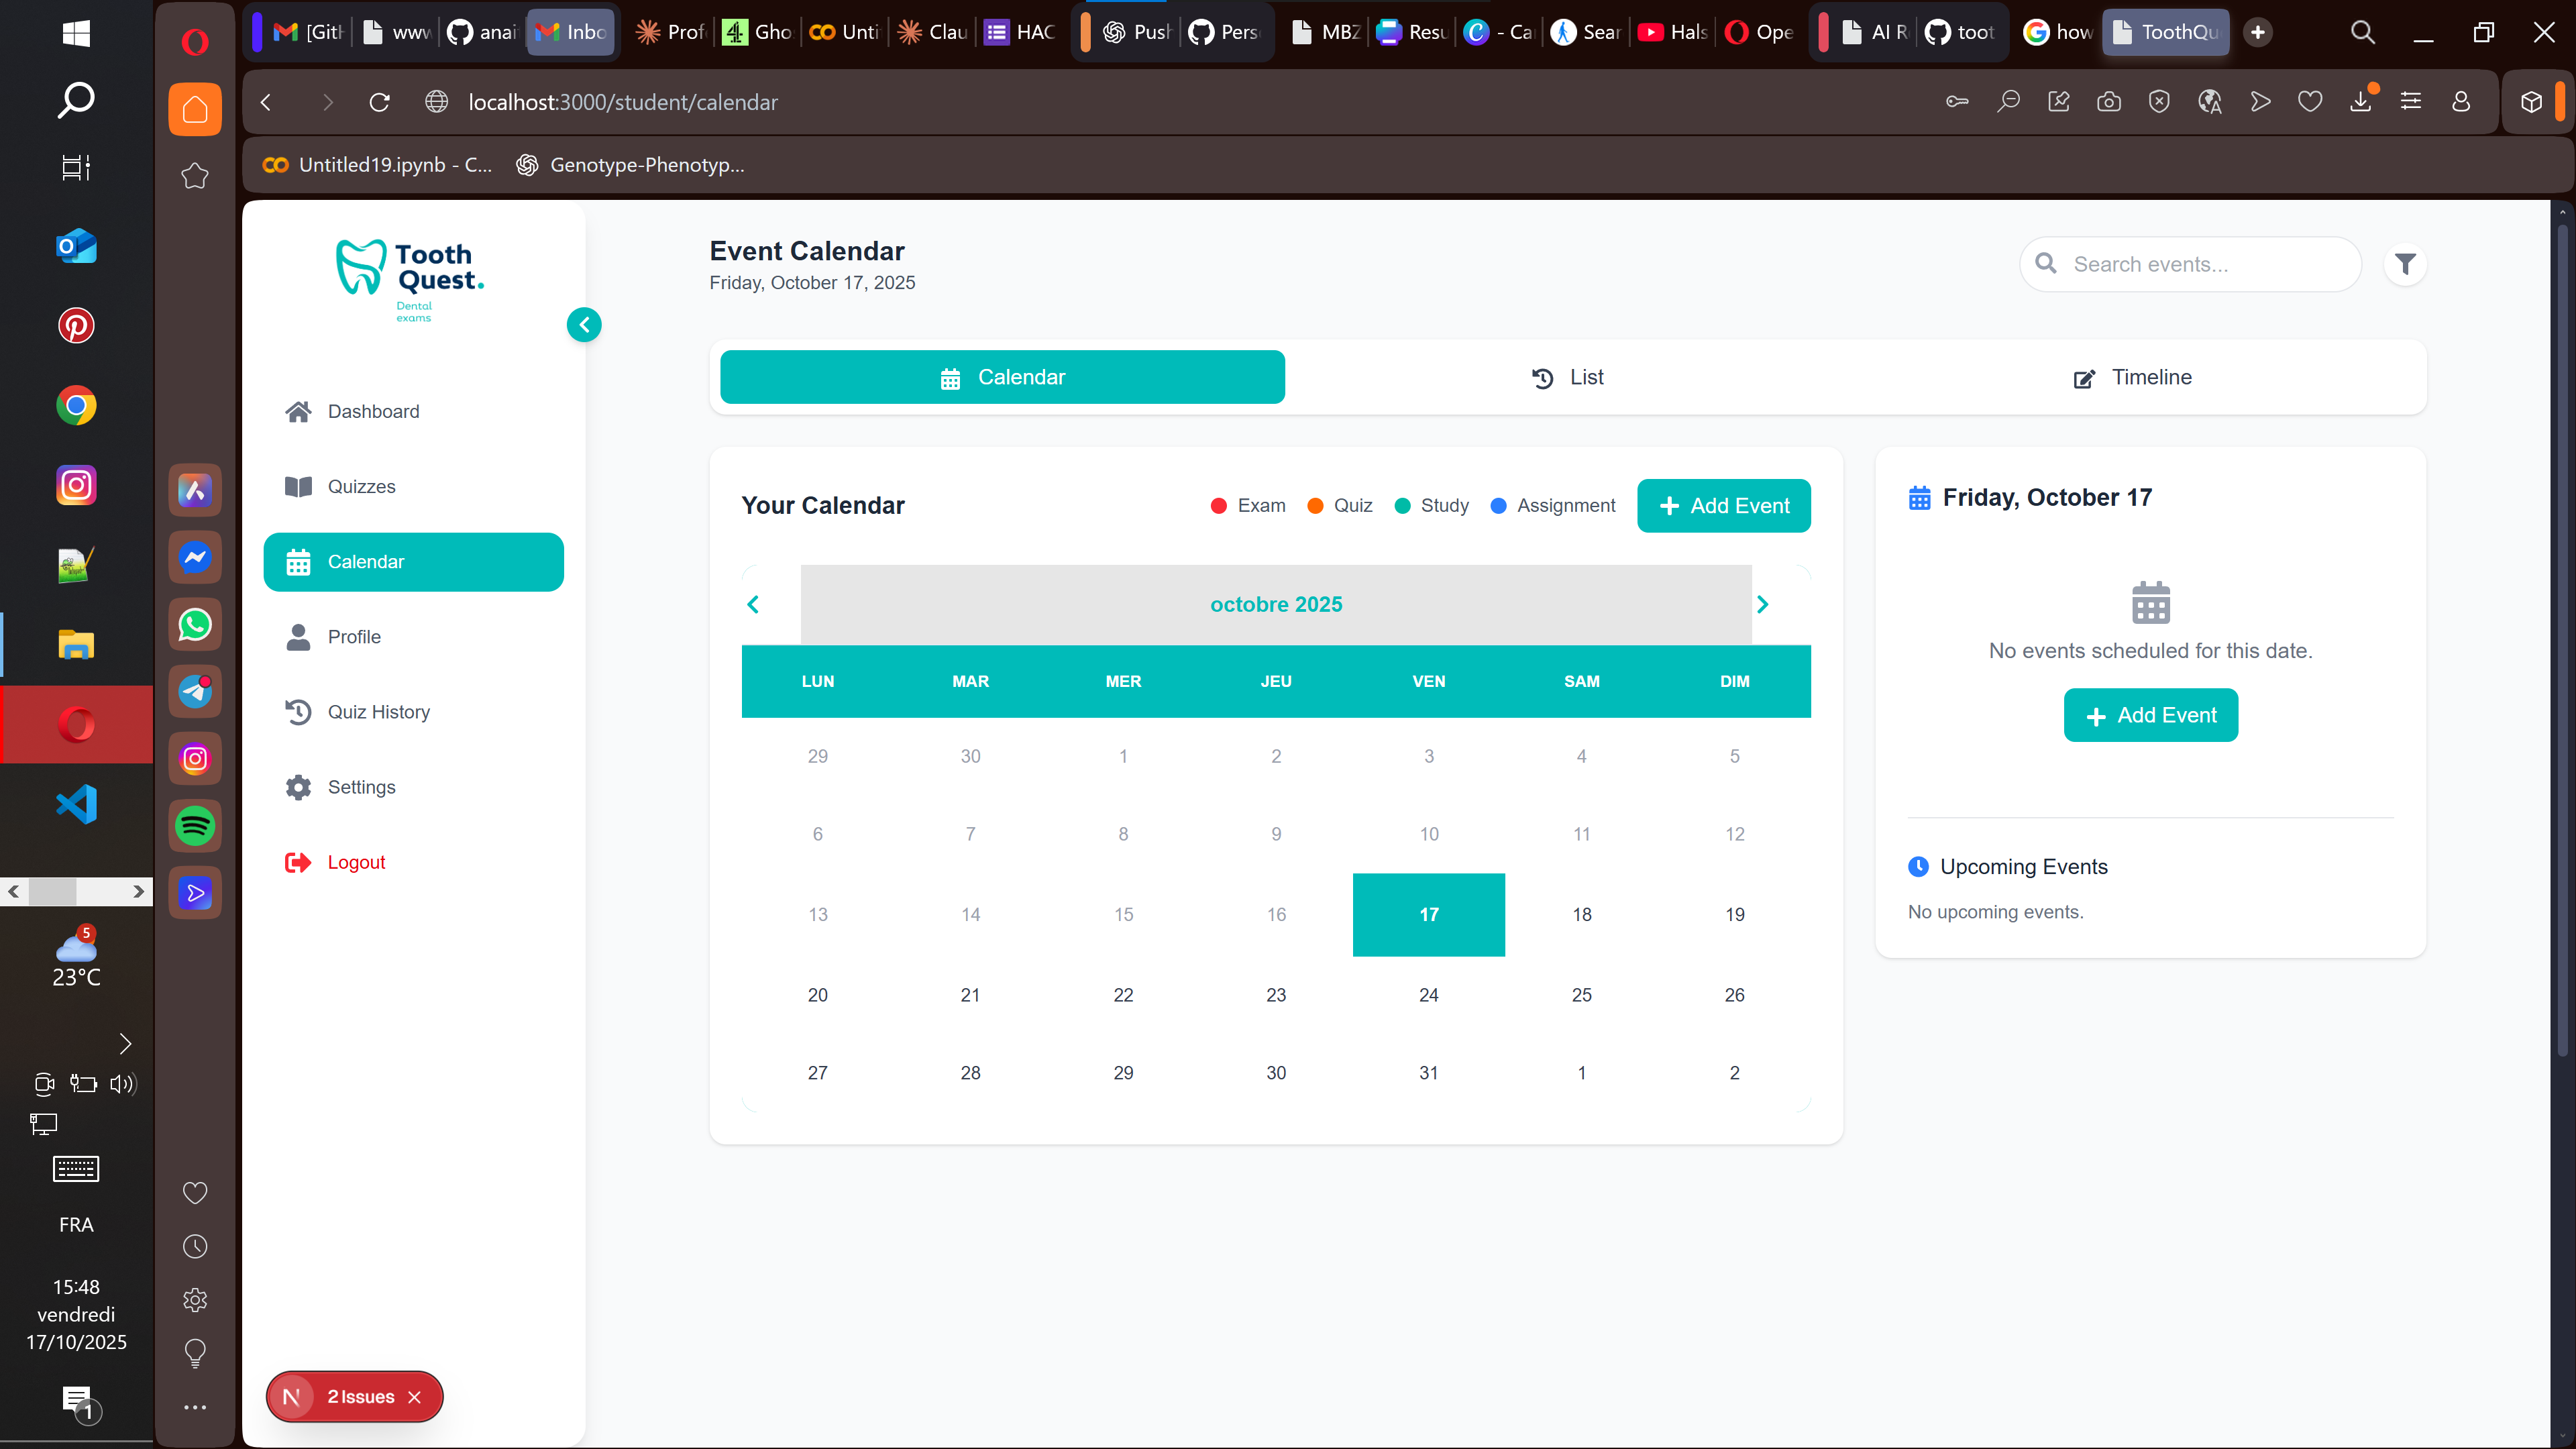 [Gith
www
anai
Inbo
Prof
Gho
Unti
Clau
HAC
Push
Pers
MBZ
Resu
- Ca
Sear
Hals
Ope
AI R
toot
how
ToothQu
localhost:3000/student/calendar
Untitled19.ipynb - C...
Genotype-Phenotyp...
Tooth
Quest.
Dental
exams
Dashboard
Quizzes
Calendar
Profile
Quiz History
Settings
Logout
N 2 Issues
Event Calendar
Friday, October 17, 2025
Search events...
Calendar
List
Timeline
Your Calendar
Exam Quiz Study Assignment
Add Event
octobre 2025
LUN MAR MER JEU VEN SAM DIM
29 30 1 2 3 4 5
6 7 8 9 10 11 12
13 14 15 16 17 18 19
20 21 22 23 24 25 26
27 28 29 30 31 1 2
Friday, October 17
No events scheduled for this date.
Add Event
Upcoming Events
No upcoming events.
5
23°C
FRA
15:48
vendredi
17/10/2025
1